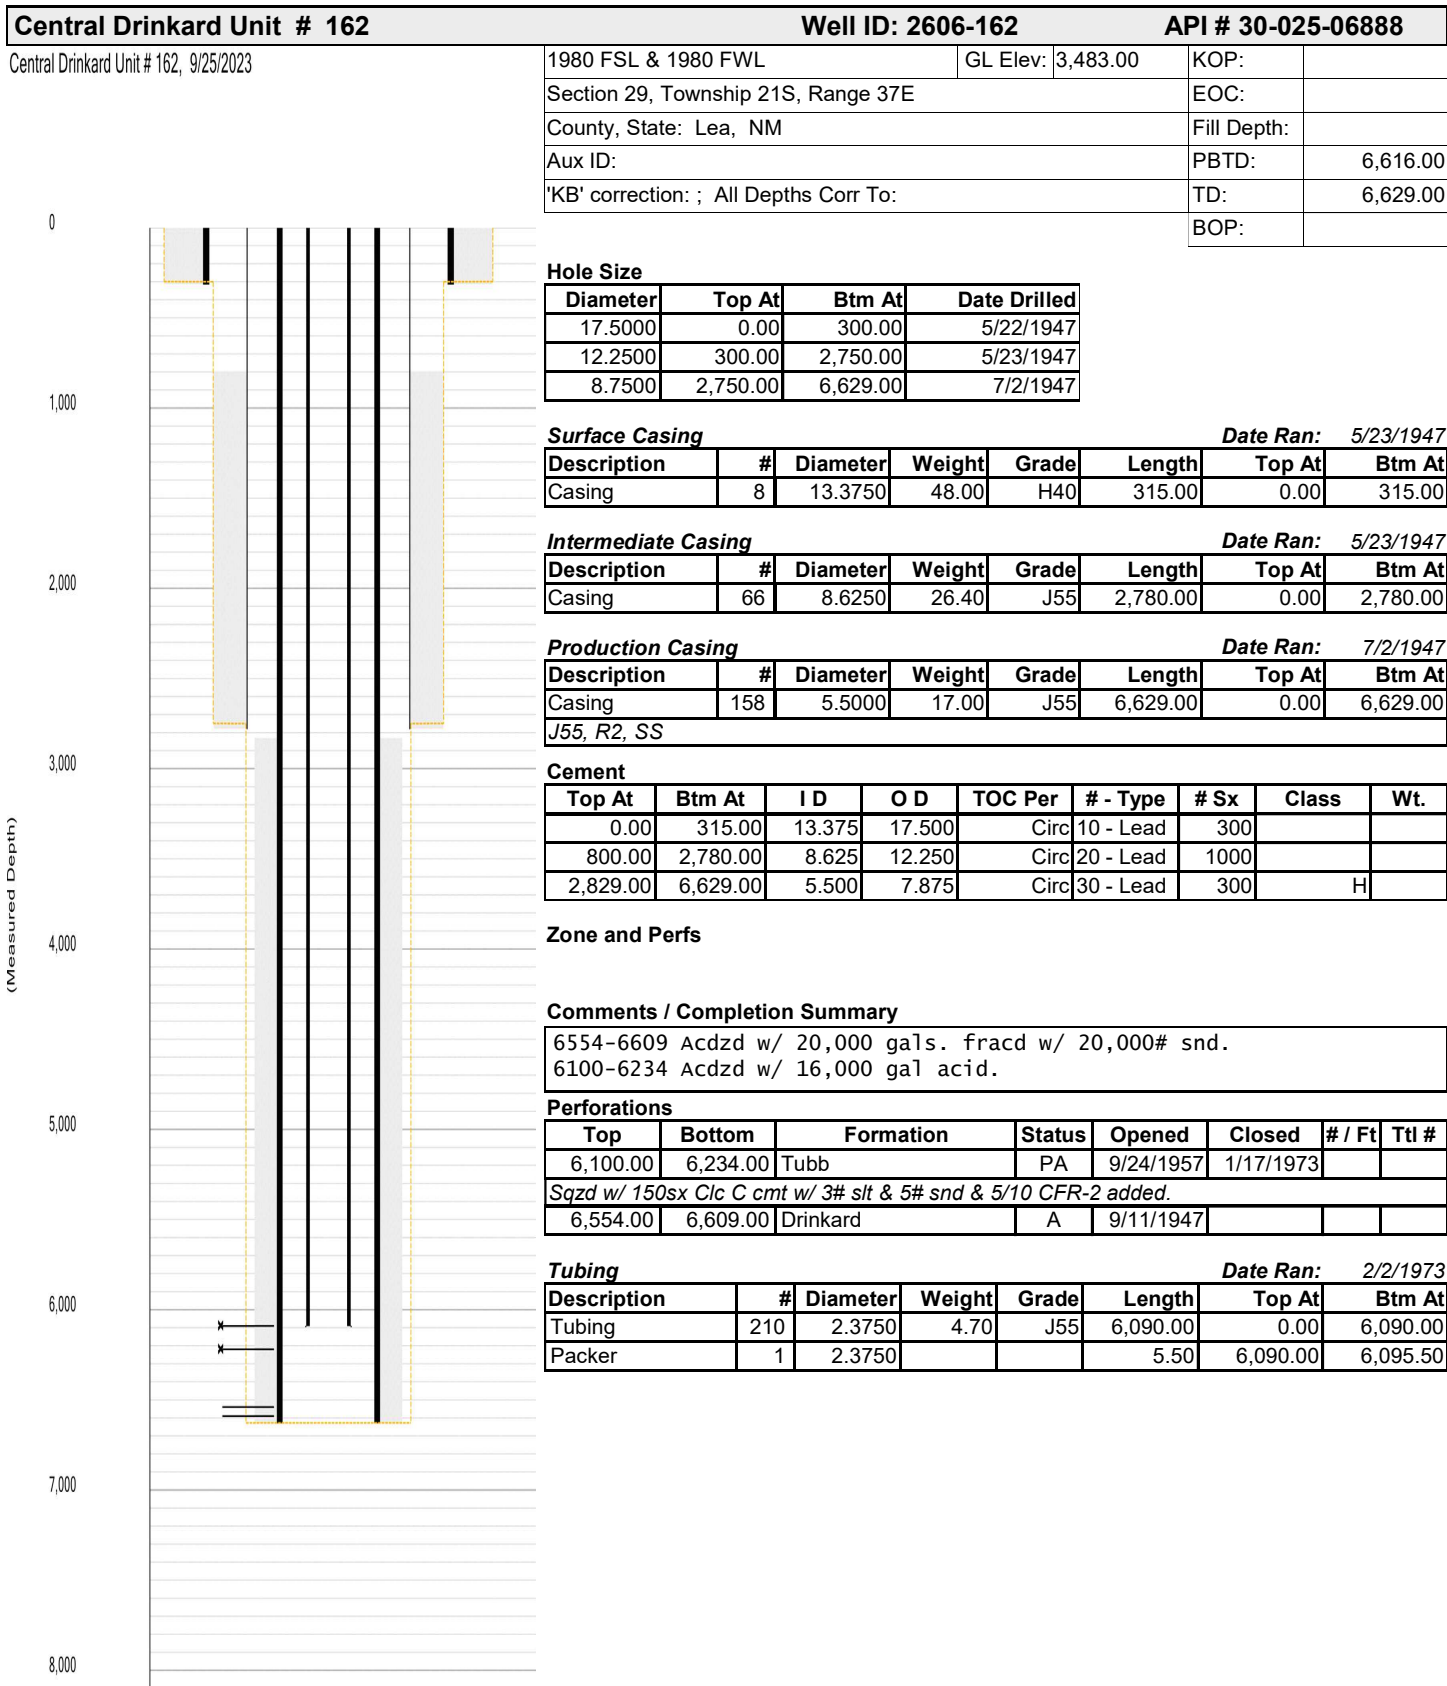 Central Drinkard Unit # 162 Well ID: 2606-162 API # 30-025-06888
Central Drinkard Unit # 162, 9/25/2023
1980 FSL & 1980 FWL GL Elev: 3,483.00 KOP:
Section 29, Township 21S, Range 37E EOC:
County, State: Lea, NM Fill Depth:
Aux ID: PBTD: 6,616.00
'KB' correction: ; All Depths Corr To: TD: 6,629.00
BOP:
Hole Size
Diameter Top At Btm At Date Drilled
17.5000 0.00 300.00 5/22/1947
12.2500 300.00 2,750.00 5/23/1947
8.7500 2,750.00 6,629.00 7/2/1947
Surface Casing Date Ran: 5/23/1947
Description # Diameter Weight Grade Length Top At Btm At
Casing 8 13.3750 48.00 H40 315.00 0.00 315.00
Intermediate Casing Date Ran: 5/23/1947
Description # Diameter Weight Grade Length Top At Btm At
Casing 66 8.6250 26.40 J55 2,780.00 0.00 2,780.00
Production Casing Date Ran: 7/2/1947
Description # Diameter Weight Grade Length Top At Btm At
Casing 158 5.5000 17.00 J55 6,629.00 0.00 6,629.00
J55, R2, SS
Cement
Top At Btm At I D O D TOC Per # - Type # Sx Class Wt.
0.00 315.00 13.375 17.500 Circ 10 - Lead 300
800.00 2,780.00 8.625 12.250 Circ 20 - Lead 1000
2,829.00 6,629.00 5.500 7.875 Circ 30 - Lead 300 H
Zone and Perfs
Comments / Completion Summary
6554-6609 Acdzd w/ 20,000 gals. fracd w/ 20,000# snd.
6100-6234 Acdzd w/ 16,000 gal acid.
Perforations
Top Bottom Formation Status Opened Closed # / Ft Ttl #
6,100.00 6,234.00 Tubb PA 9/24/1957 1/17/1973
Sqzd w/ 150sx Clc C cmt w/ 3# slt & 5# snd & 5/10 CFR-2 added.
6,554.00 6,609.00 Drinkard A 9/11/1947
Tubing Date Ran: 2/2/1973
Description # Diameter Weight Grade Length Top At Btm At
Tubing 210 2.3750 4.70 J55 6,090.00 0.00 6,090.00
Packer 1 2.3750 5.50 6,090.00 6,095.50
(Measured Depth)
0
1,000
2,000
3,000
4,000
5,000
6,000
7,000
8,000